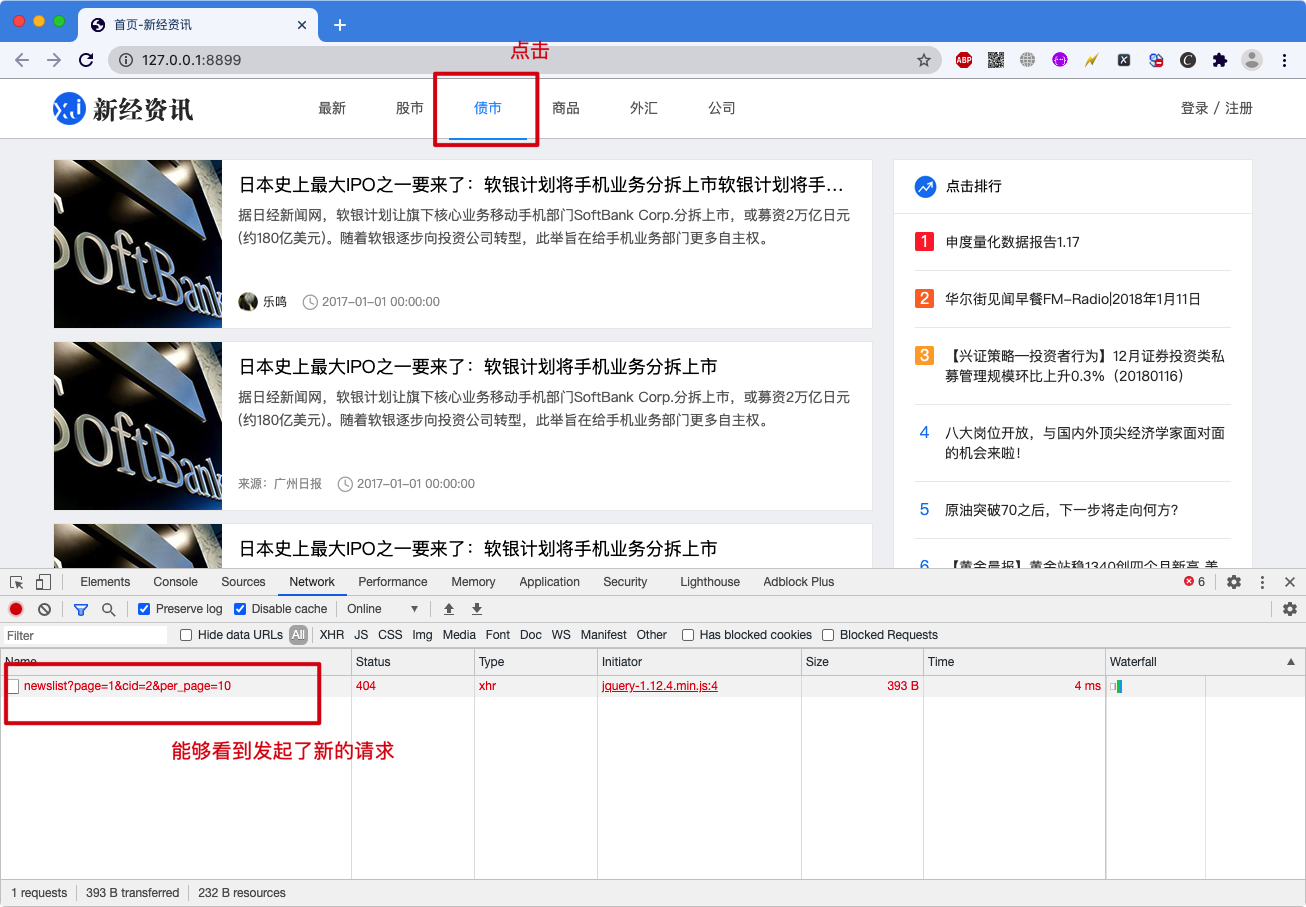 首页-新经资讯
点击
127.0.0.1:8899
ABP
新经资讯
最新 股市 债市 商品 外汇 公司
登录 / 注册
日本史上最大IPO之一要来了：软银计划将手机业务分拆上市软银计划将手…
据日经新闻网，软银计划让旗下核心业务移动手机部门SoftBank Corp.分拆上市，或募资2万亿日元
(约180亿美元)。随着软银逐步向投资公司转型，此举旨在给手机业务部门更多自主权。
乐鸣 2017-01-01 00:00:00
SoftBank
日本史上最大IPO之一要来了：软银计划将手机业务分拆上市
据日经新闻网，软银计划让旗下核心业务移动手机部门SoftBank Corp.分拆上市，或募资2万亿日元
(约180亿美元)。随着软银逐步向投资公司转型，此举旨在给手机业务部门更多自主权。
来源：广州日报 2017-01-01 00:00:00
SoftBank
日本史上最大IPO之一要来了：软银计划将手机业务分拆上市
点击排行
1 申度量化数据报告1.17
2 华尔街见闻早餐FM-Radio|2018年1月11日
3 【兴证策略—投资者行为】12月证券投资类私
募管理规模环比上升0.3%（20180116）
4 八大岗位开放，与国内外顶尖经济学家面对面
的机会来啦！
5 原油突破70之后，下一步将走向何方？
6 【黄金晨报】黄金站稳1340创四个月新高 美
Elements Console Sources Network Performance Memory Application Security Lighthouse Adblock Plus 6
Preserve log Disable cache Online
Filter Hide data URLs All XHR JS CSS Img Media Font Doc WS Manifest Other Has blocked cookies Blocked Requests
Name Status Type Initiator Size Time Waterfall
newslist?page=1&cid=2&per_page=10 404 xhr jquery-1.12.4.min.js:4 393 B 4 ms
能够看到发起了新的请求
1 requests 393 B transferred 232 B resources